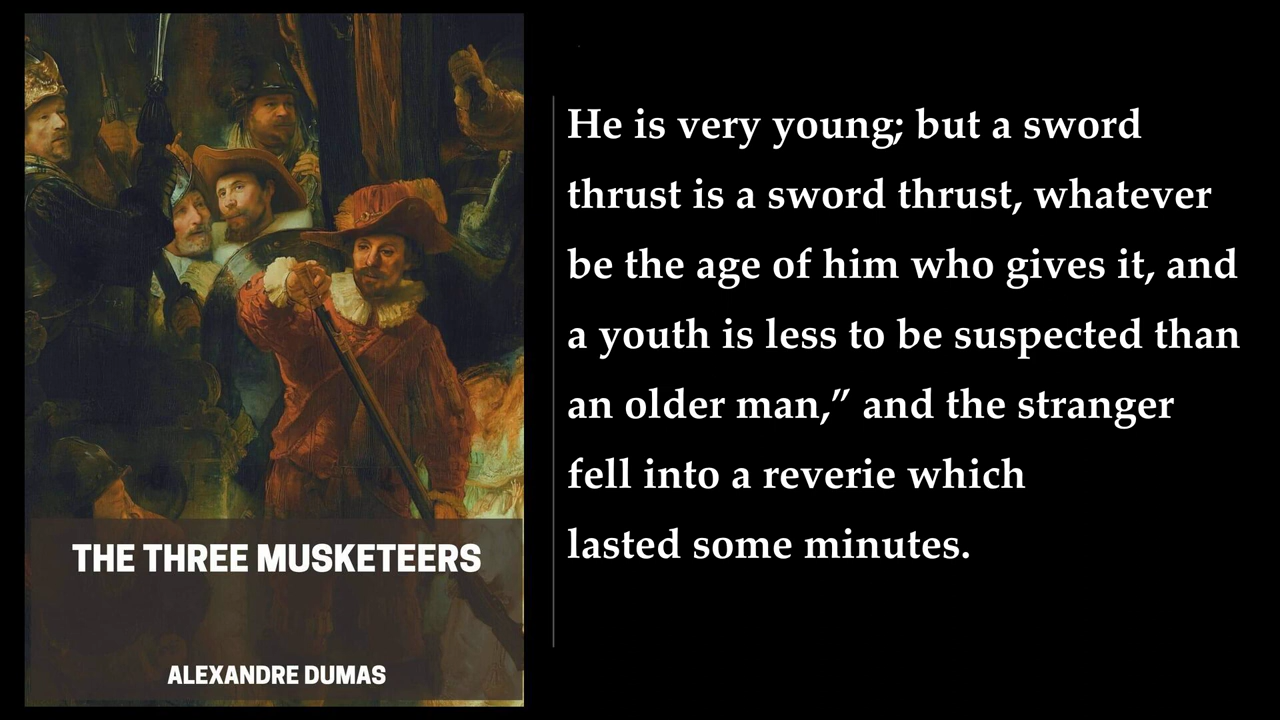 THE THREE MUSKETEERS
ALEXANDRE DUMAS
He is very young; but a sword
thrust is a sword thrust, whatever
be the age of him who gives it, and
a youth is less to be suspected than
an older man,” and the stranger
fell into a reverie which
lasted some minutes.